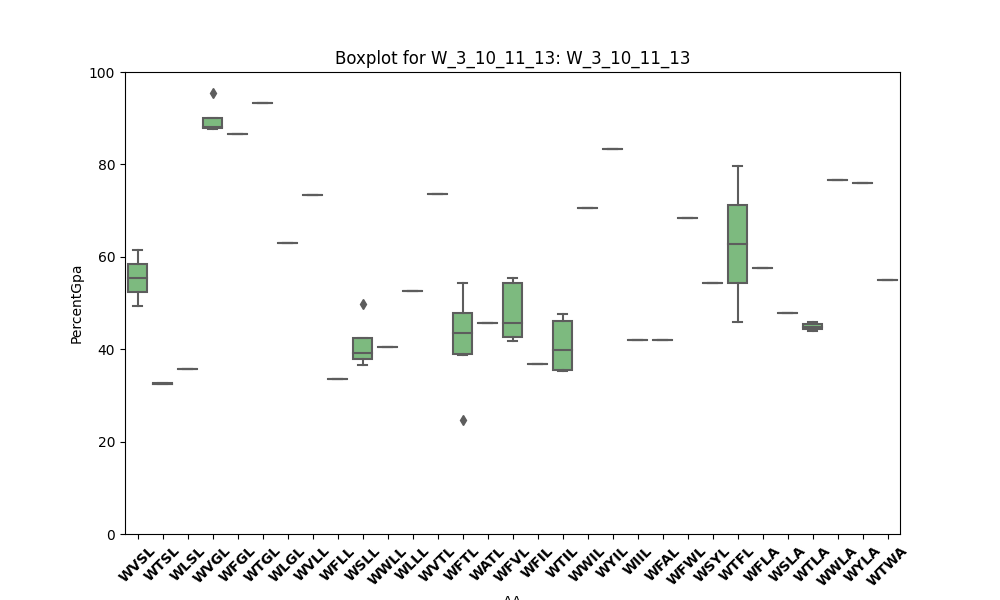 Boxplot for W_3_10_11_13: W_3_10_11_13
100
80
60
40
20
0
PercentGpa
WVSL WTSL WLSL WVGL WFGL WTGL WLGL WVLL WFLL WSLL WWLL WLLL WVTL WFTL WATL WFVL WFIL WTIL WWIL WYIL WIIL WFAL WFWL WSYL WTFL WFLA WSLA WTLA WWLA WYLA WTWA
AA